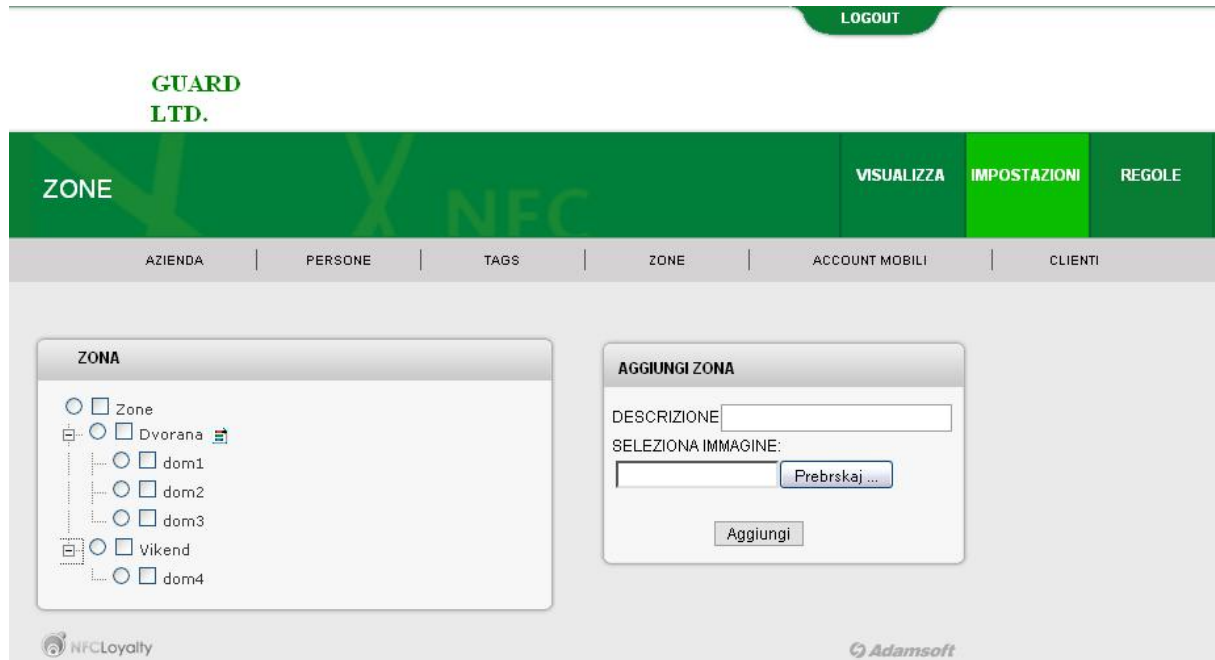 LOGOUT
GUARD
LTD.
ZONE
NFC
VISUALIZZA
IMPOSTAZIONI
REGOLE
AZIENDA
PERSONE
TAGS
ZONE
ACCOUNT MOBILI
CLIENTI
ZONA
Zone
Dvorana
dom1
dom2
dom3
Vikend
dom4
AGGIUNGI ZONA
DESCRIZIONE
SELEZIONA IMMAGINE:
Prebrskaj ...
Aggiungi
NFCLoyalty
Adamsoft